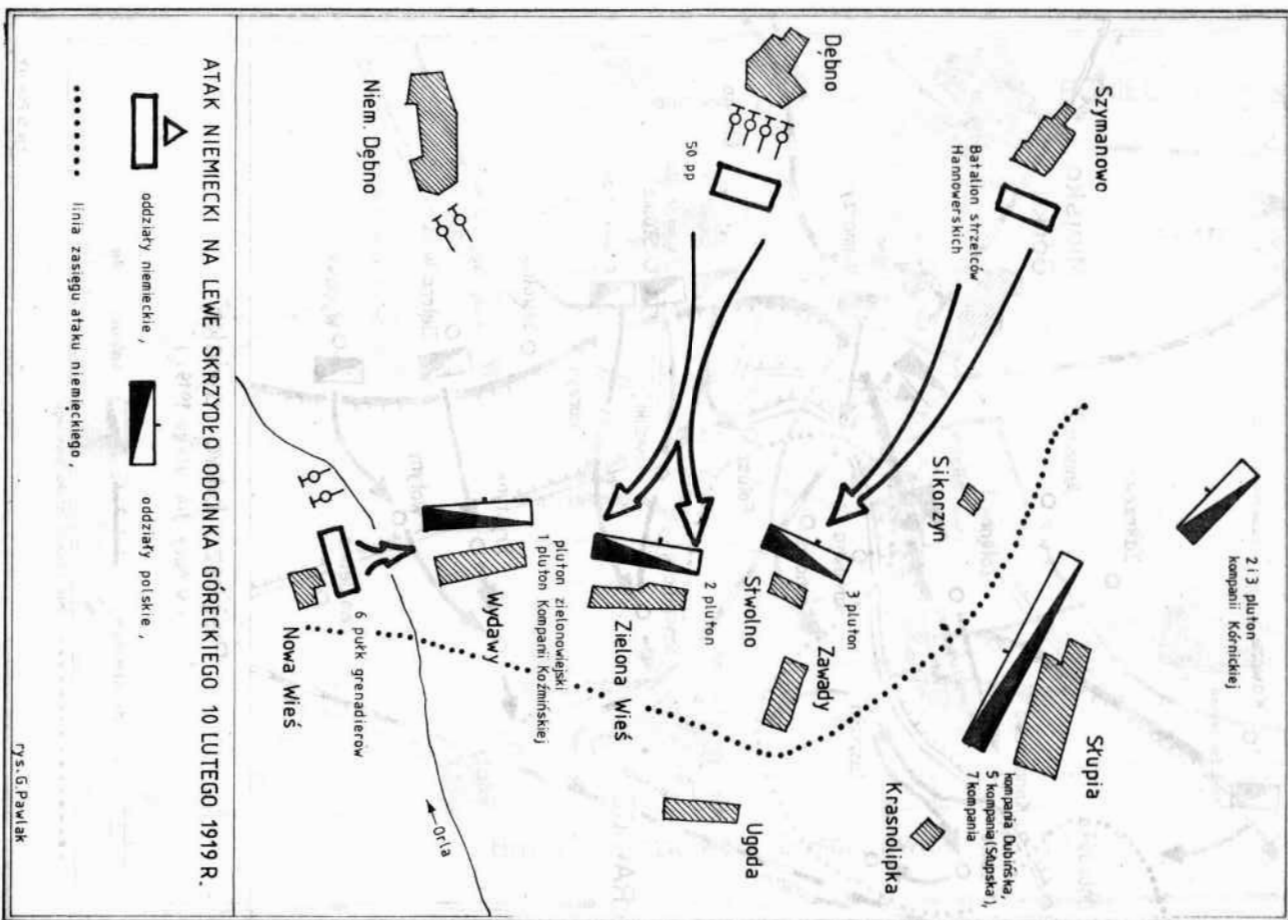 Szymanowo
Batalion strzelców
Hannowerskich
Dębno
50 pp
Niem. Dębno
2 i 3 pluton
kompanii Kórnickiej
Sikorzyn
Słupia
kompania Dubińska,
5 kompania (Słupska),
7 kompania
Krasnolipka
3 pluton
Stwolno
Zawady
2 pluton
Zielona Wieś
Ugoda
pluton zielonowiejski
1 pluton Kompanii Koźmińskiej
Wydawy
6 pułk grenadierów
Nowa Wieś
Orla
ATAK NIEMIECKI NA LEWE SKRZYDŁO ODCINKA GÓRECKIEGO 10 LUTEGO 1919 R.
oddziały niemieckie,
oddziały polskie,
linia zasięgu ataku niemieckiego,
rys. G. Pawlak